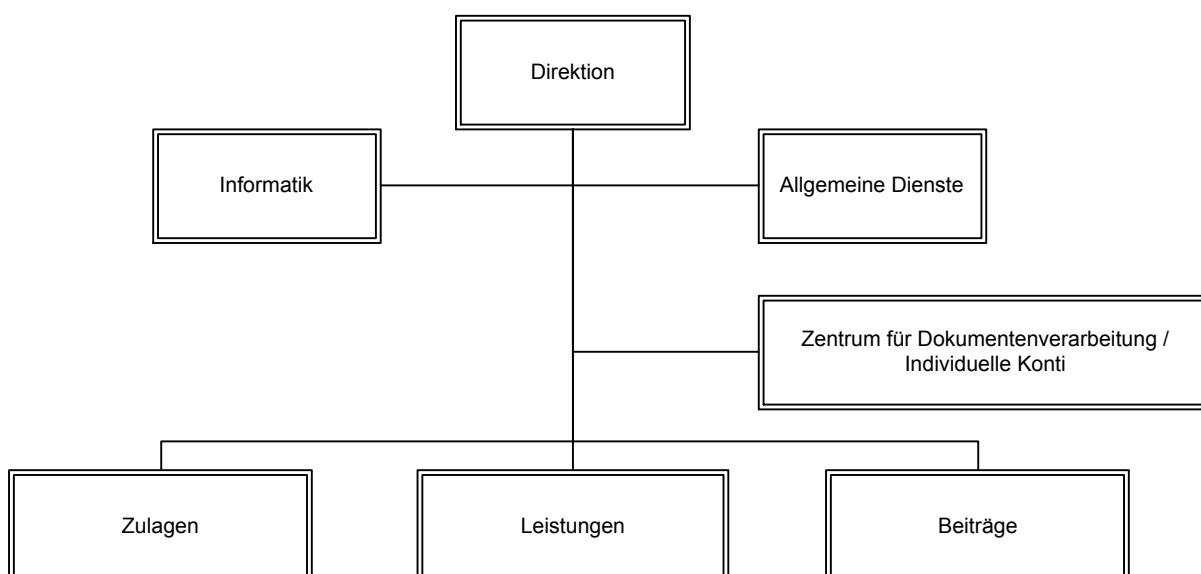 Direktion
Informatik
Allgemeine Dienste
Zentrum für Dokumentenverarbeitung /
Individuelle Konti
Zulagen
Leistungen
Beiträge